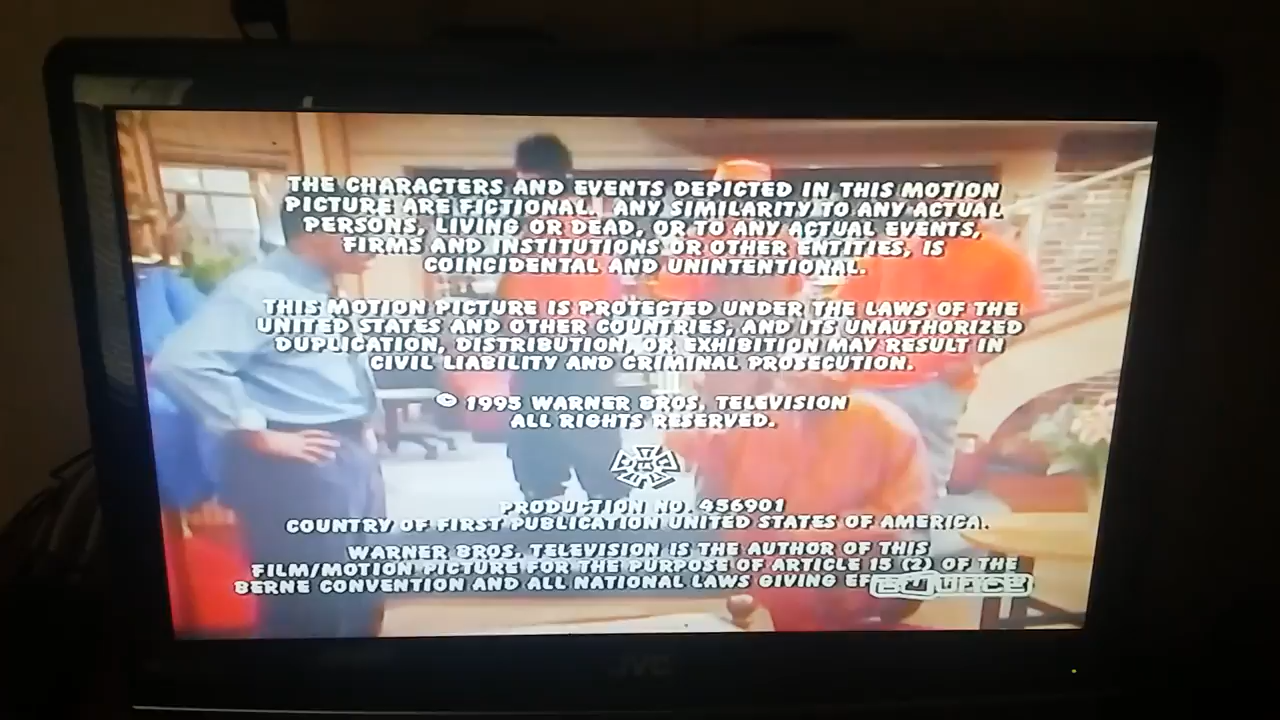 THE CHARACTERS AND EVENTS DEPICTED IN THIS MOTION
PICTURE ARE FICTIONAL. ANY SIMILARITY TO ANY ACTUAL
PERSONS, LIVING OR DEAD, OR TO ANY ACTUAL EVENTS,
FIRMS AND INSTITUTIONS OR OTHER ENTITIES, IS
COINCIDENTAL AND UNINTENTIONAL.
THIS MOTION PICTURE IS PROTECTED UNDER THE LAWS OF THE
UNITED STATES AND OTHER COUNTRIES, AND ITS UNAUTHORIZED
DUPLICATION, DISTRIBUTION, OR EXHIBITION MAY RESULT IN
CIVIL LIABILITY AND CRIMINAL PROSECUTION.
© 1995 WARNER BROS. TELEVISION
ALL RIGHTS RESERVED.
PRODUCTION NO. 456901
COUNTRY OF FIRST PUBLICATION UNITED STATES OF AMERICA.
WARNER BROS. TELEVISION IS THE AUTHOR OF THIS
FILM/MOTION PICTURE FOR THE PURPOSE OF ARTICLE 15 (2) OF THE
BERNE CONVENTION AND ALL NATIONAL LAWS GIVING
BOUNCE
JVC